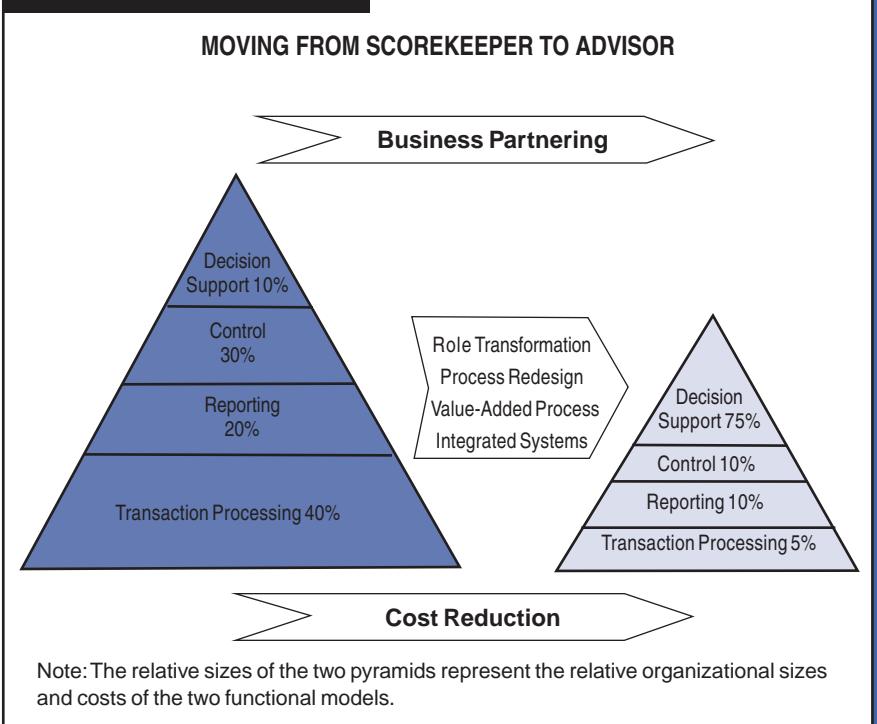 MOVING FROM SCOREKEEPER TO ADVISOR
Business Partnering
Decision
Support 10%
Control
30%
Reporting
20%
Transaction Processing 40%
Role Transformation
Process Redesign
Value-Added Process
Integrated Systems
Decision
Support 75%
Control 10%
Reporting 10%
Transaction Processing 5%
Cost Reduction
Note: The relative sizes of the two pyramids represent the relative organizational sizes
and costs of the two functional models.